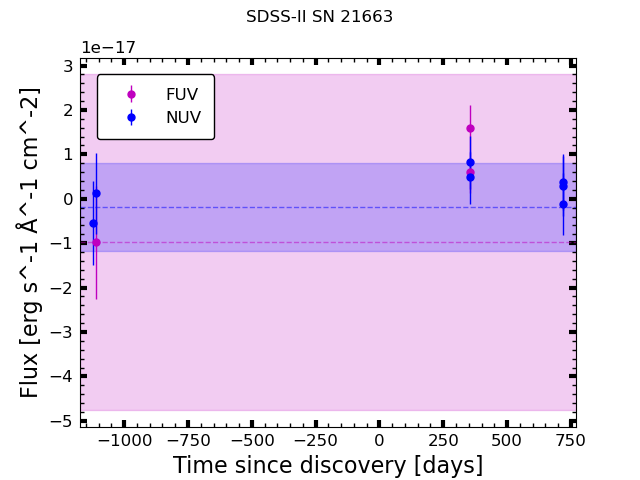 SDSS-II SN 21663
1e−17
3
2
1
0
−1
−2
−3
−4
−5
FUV
NUV
Flux [erg s^-1 Å^-1 cm^-2]
−1000 −750 −500 −250 0 250 500 750
Time since discovery [days]